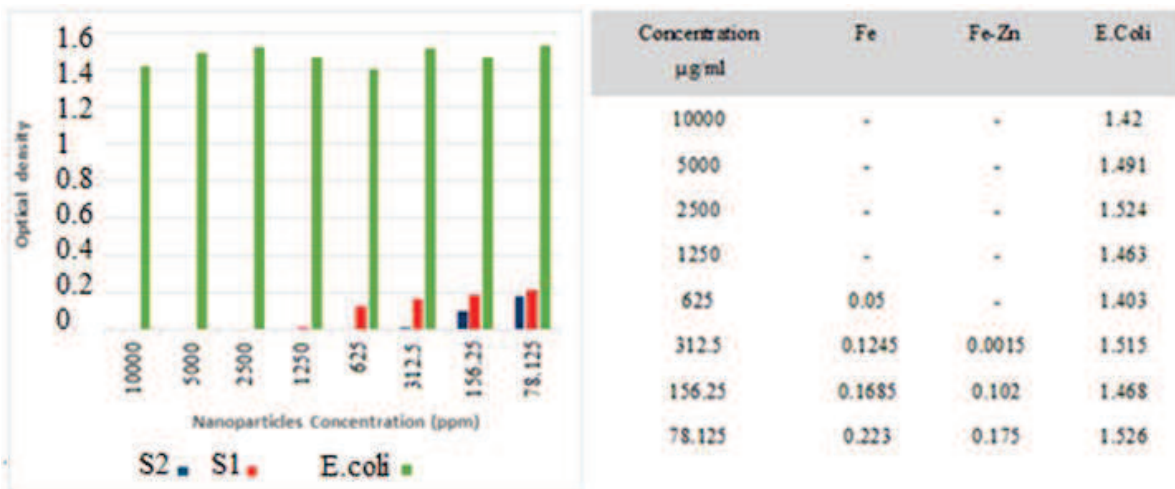 1.6
1.4
1.2
1
0.8
0.6
0.4
0.2
0
Optical density
10000
5000
2500
1250
625
312.5
156.25
78.125
Nanoparticles Concentration (ppm)
S2 S1 E.coli
Concentration Fe Fe-Zn E.Coli
µg/ml
10000 - - 1.42
5000 - - 1.491
2500 - - 1.524
1250 - - 1.463
625 0.05 - 1.403
312.5 0.1245 0.0015 1.515
156.25 0.1685 0.102 1.468
78.125 0.223 0.175 1.526